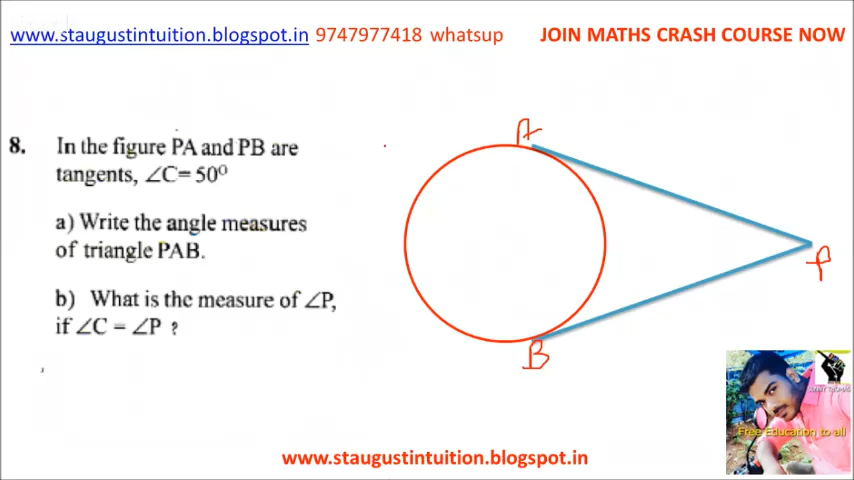 www.staugustintuition.blogspot.in 9747977418 whatsup JOIN MATHS CRASH COURSE NOW
8. In the figure PA and PB are
tangents, ∠C= 50⁰
a) Write the angle measures
of triangle PAB.
b) What is the measure of ∠P,
if ∠C = ∠P ?
A
P
B
Free Education to all
www.staugustintuition.blogspot.in